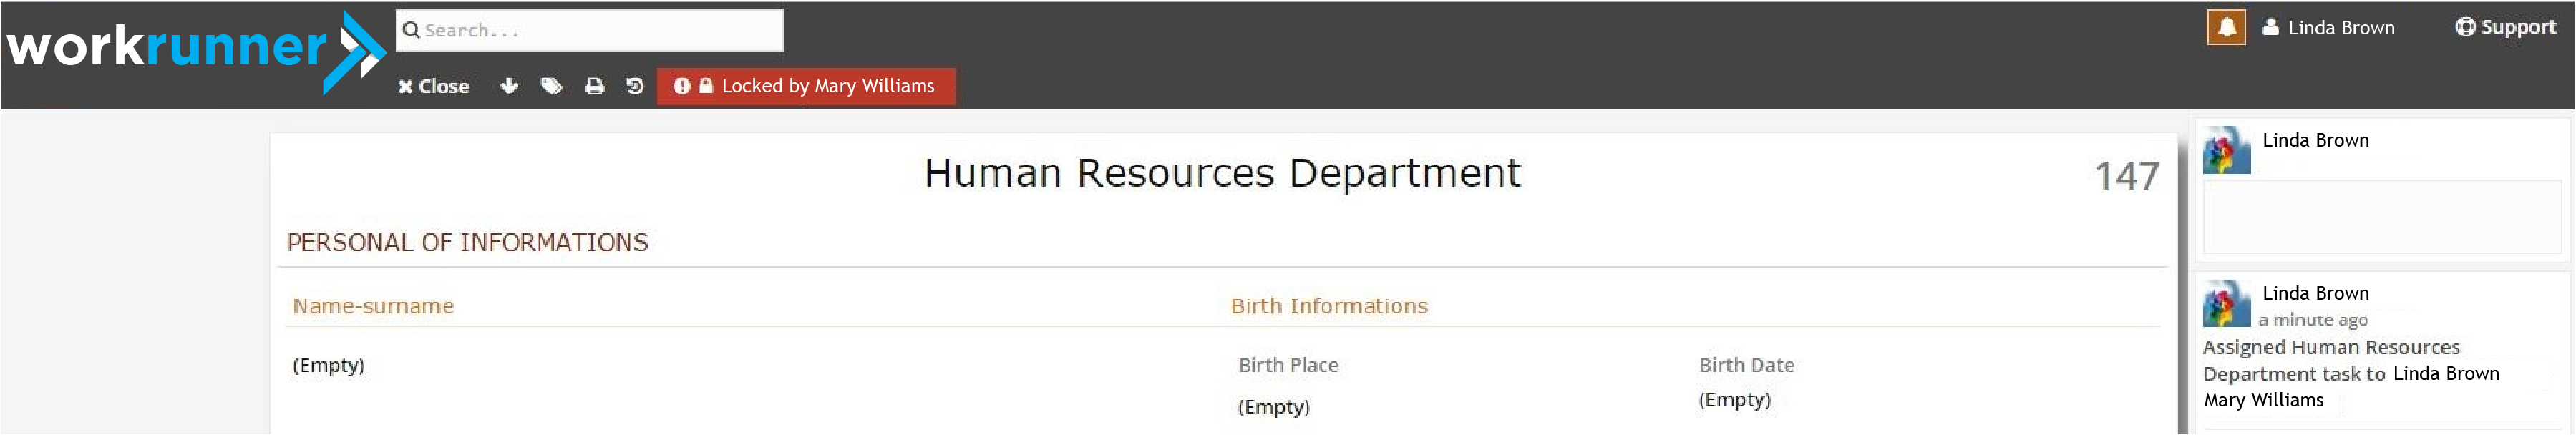 workrunner
Search...
Linda Brown
Support
Close
Locked by Mary Williams
Human Resources Department
147
PERSONAL OF INFORMATIONS
Name-surname
Birth Informations
(Empty)
Birth Place
Birth Date
(Empty)
(Empty)
Linda Brown
Linda Brown
a minute ago
Assigned Human Resources
Department task to Linda Brown
Mary Williams